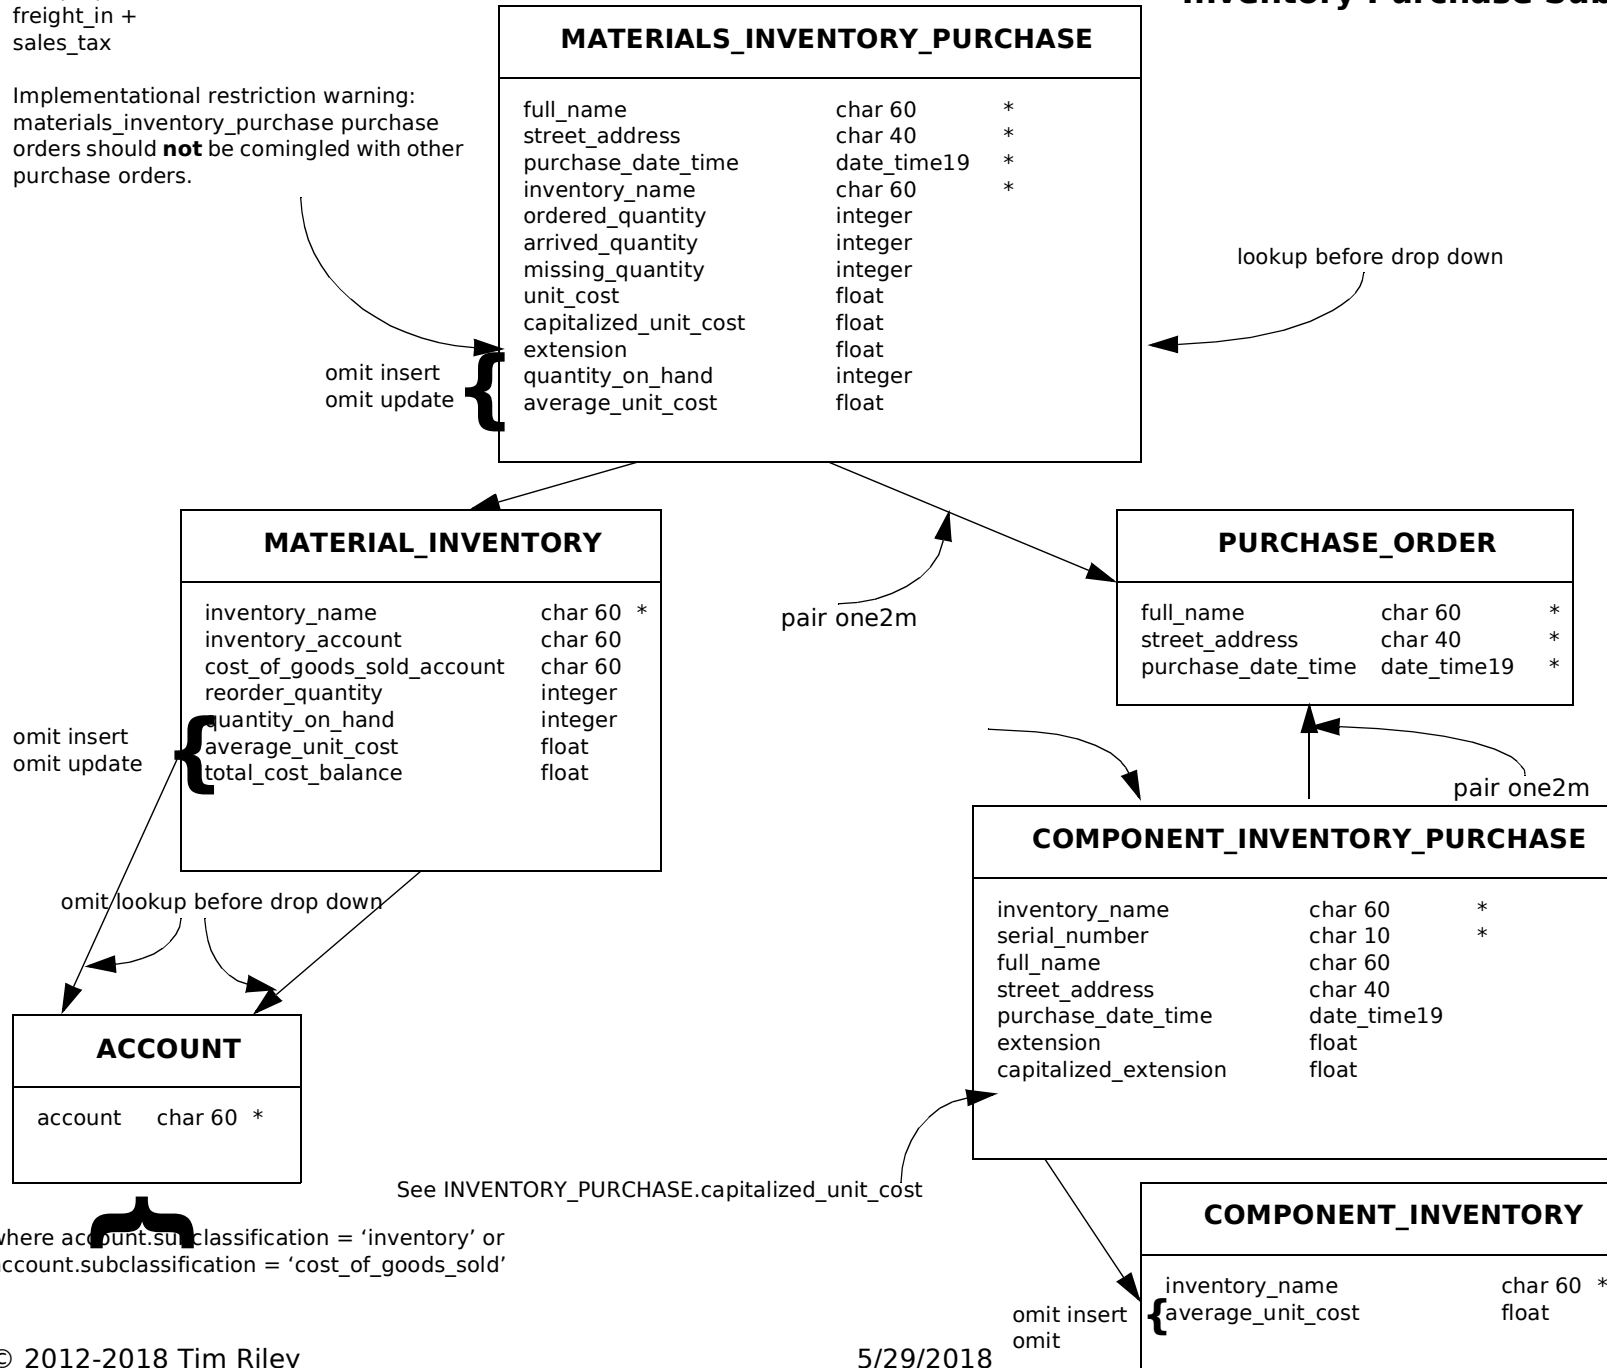 freight_in +
sales_tax
Implementational restriction warning:
materials_inventory_purchase purchase
orders should not be comingled with other
purchase orders.
MATERIALS_INVENTORY_PURCHASE
full_name char 60 *
street_address char 40 *
purchase_date_time date_time19 *
inventory_name char 60 *
ordered_quantity integer
arrived_quantity integer
missing_quantity integer
unit_cost float
capitalized_unit_cost float
extension float
quantity_on_hand integer
average_unit_cost float
lookup before drop down
omit insert
omit update
MATERIAL_INVENTORY
inventory_name char 60 *
inventory_account char 60
cost_of_goods_sold_account char 60
reorder_quantity integer
quantity_on_hand integer
average_unit_cost float
total_cost_balance float
omit insert
omit update
pair one2m
PURCHASE_ORDER
full_name char 60 *
street_address char 40 *
purchase_date_time date_time19 *
pair one2m
COMPONENT_INVENTORY_PURCHASE
inventory_name char 60 *
serial_number char 10 *
full_name char 60
street_address char 40
purchase_date_time date_time19
extension float
capitalized_extension float
omit lookup before drop down
ACCOUNT
account char 60 *
See INVENTORY_PURCHASE.capitalized_unit_cost
where account.subclassification = ‘inventory’ or
account.subclassification = ‘cost_of_goods_sold’
COMPONENT_INVENTORY
inventory_name char 60 *
average_unit_cost float
omit insert
omit
© 2012-2018 Tim Riley
5/29/2018